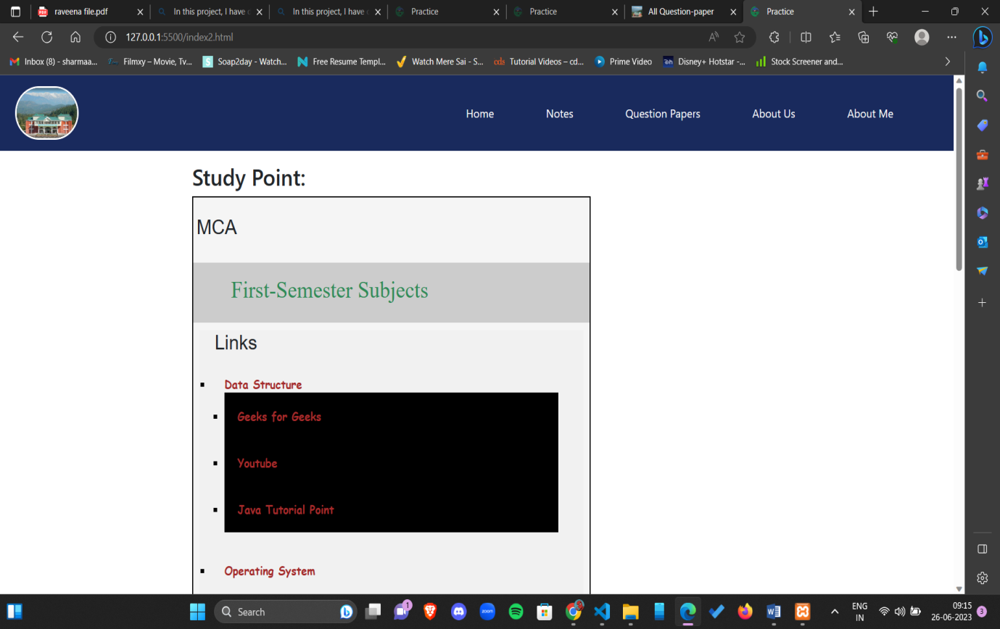 raveena file.pdf
In this project, I have c
In this project, I have c
Practice
Practice
All Question-paper
Practice
127.0.0.1:5500/index2.html
Inbox (8) - sharmaa...
Filmxy – Movie, Tv...
Soap2day - Watch...
Free Resume Templ...
Watch Mere Sai - S...
Tutorial Videos – cd...
Prime Video
Disney+ Hotstar -...
Stock Screener and...
Home
Notes
Question Papers
About Us
About Me
Study Point:
MCA
First-Semester Subjects
Links
Data Structure
Geeks for Geeks
Youtube
Java Tutorial Point
Operating System
Search
1
zoom
ENG
IN
09:15
26-06-2023
3